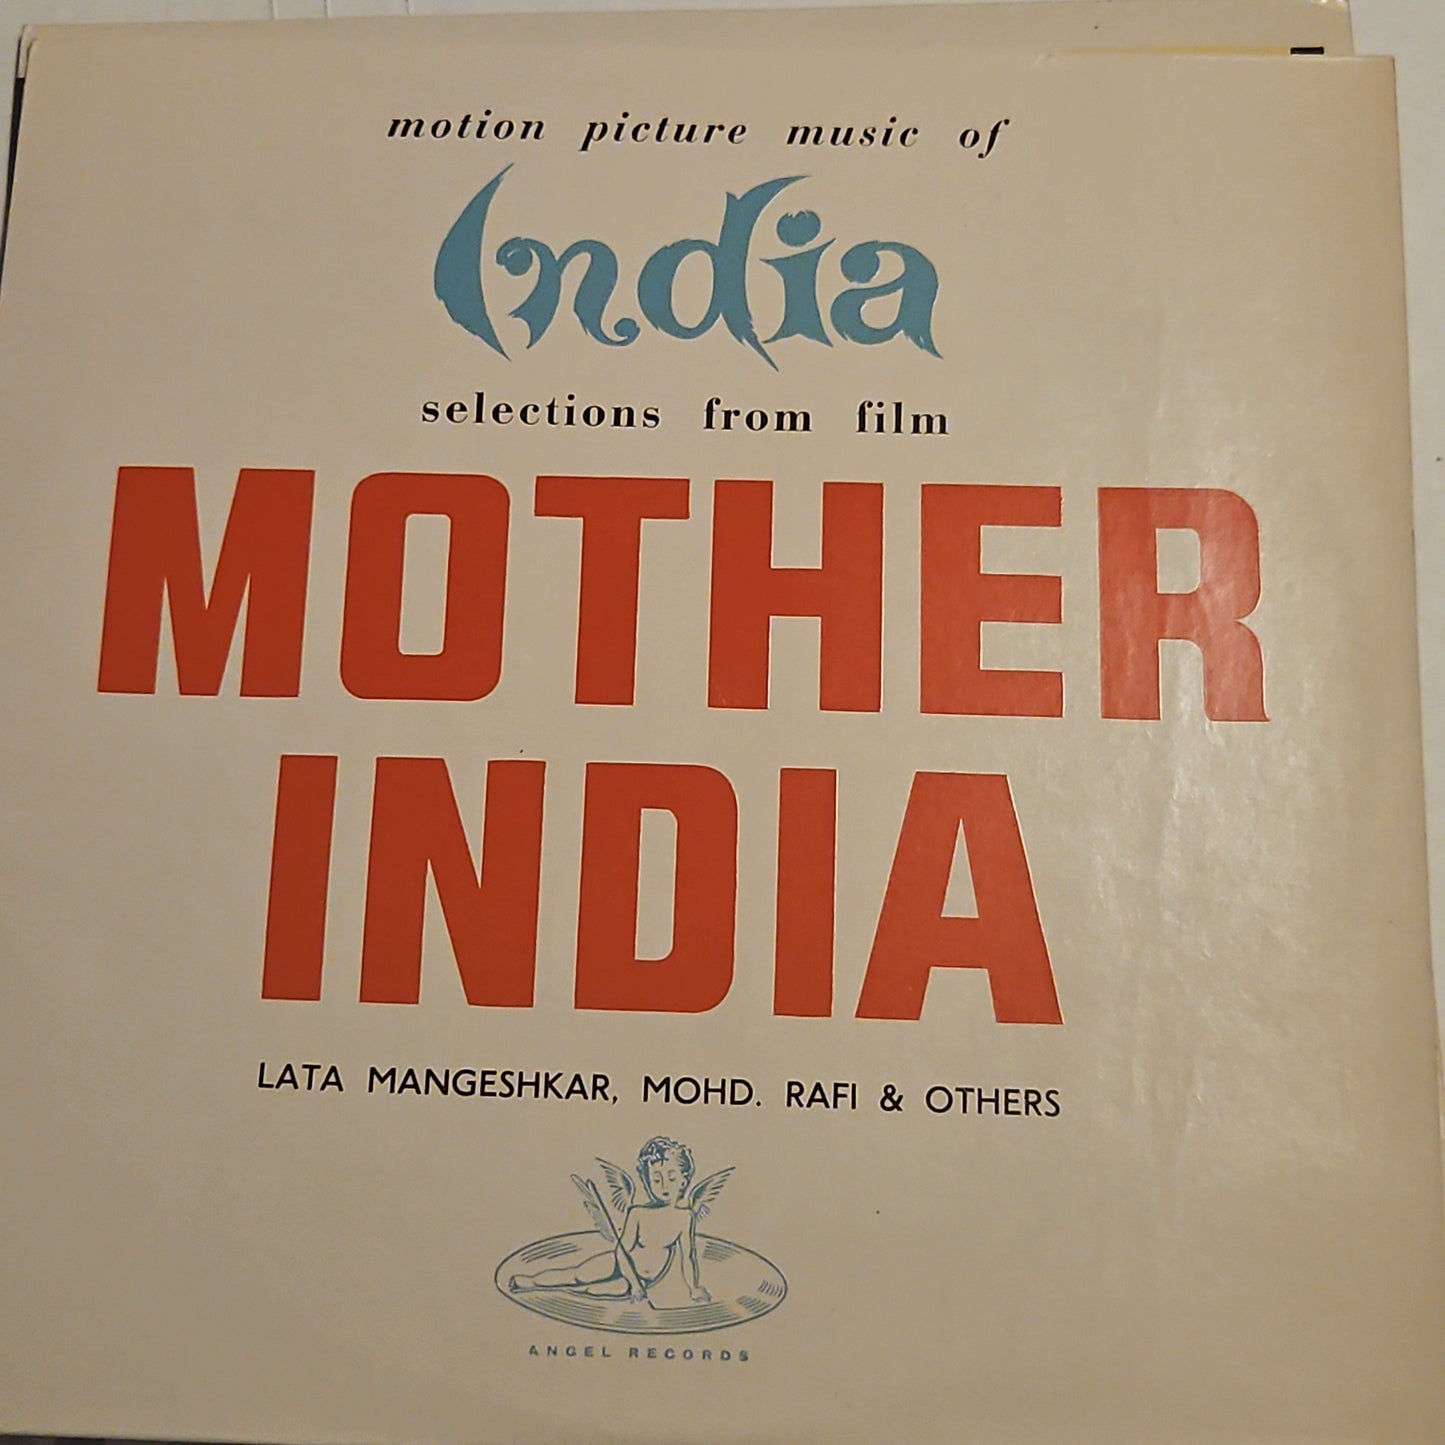 motion picture music of
India
selections from film
MOTHER
INDIA
LATA MANGESHKAR, MOHD. RAFI & OTHERS
ANGEL RECORDS